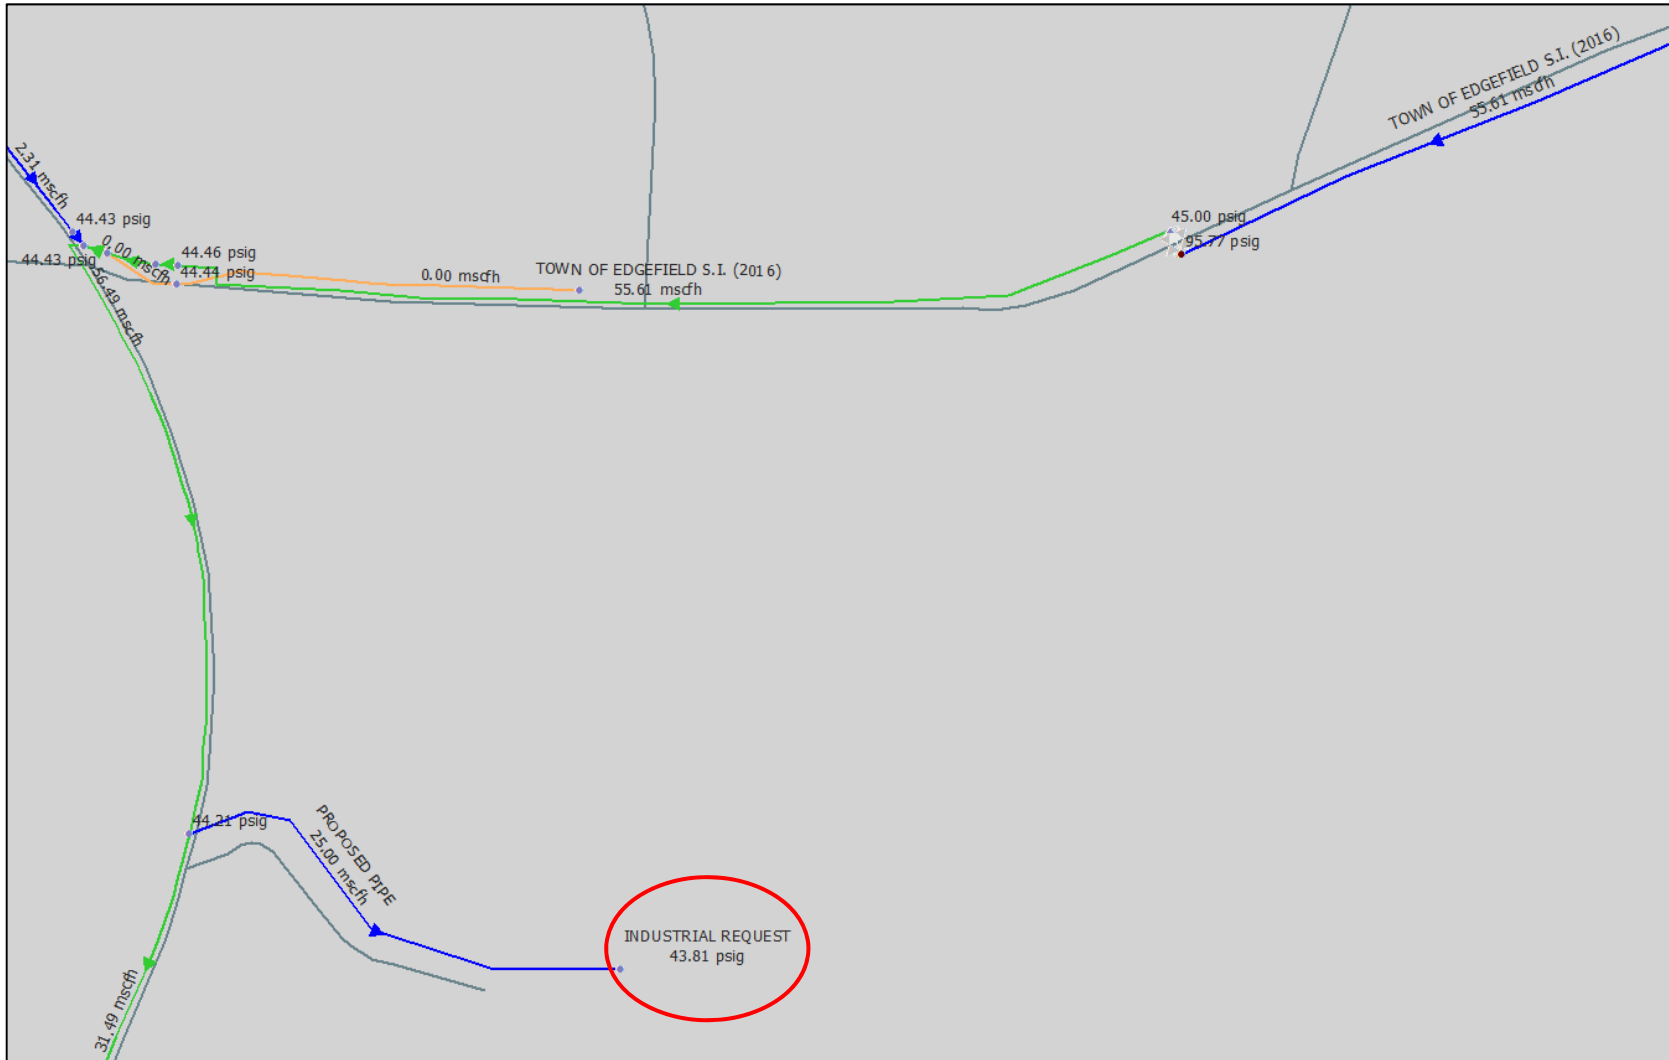 TOWN OF EDGEFIELD S.I. (2016)
55.61 mscfh
2.31 mscfh
44.43 psig
45.00 psig
95.77 psig
0.00 mscfh
44.46 psig
44.43 psig
44.44 psig
0.00 mscfh
TOWN OF EDGEFIELD S.I. (2016)
55.61 mscfh
56.49 mscfh
44.21 psig
PROPOSED PIPE
25.00 mscfh
INDUSTRIAL REQUEST
43.81 psig
31.49 mscfh